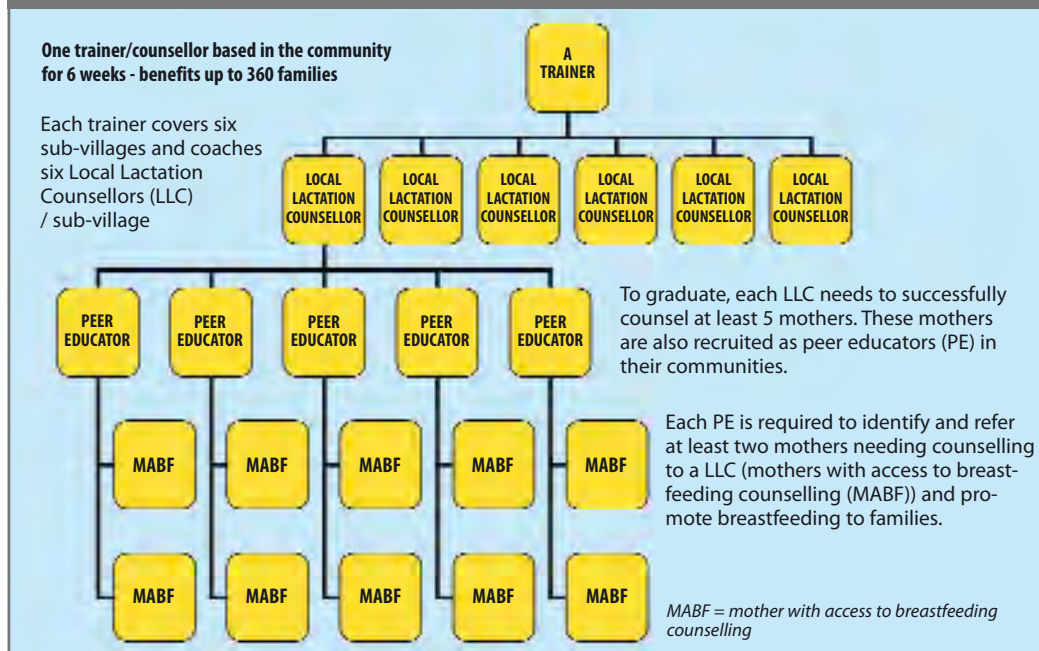 One trainer/counsellor based in the community
for 6 weeks - benefits up to 360 families
Each trainer covers six
sub-villages and coaches
six Local Lactation
Counsellors (LLC)
/ sub-village
A
TRAINER
LOCAL
LACTATION
COUNSELLOR
LOCAL
LACTATION
COUNSELLOR
LOCAL
LACTATION
COUNSELLOR
LOCAL
LACTATION
COUNSELLOR
LOCAL
LACTATION
COUNSELLOR
LOCAL
LACTATION
COUNSELLOR
PEER
EDUCATOR
PEER
EDUCATOR
PEER
EDUCATOR
PEER
EDUCATOR
PEER
EDUCATOR
To graduate, each LLC needs to successfully
counsel at least 5 mothers. These mothers
are also recruited as peer educators (PE) in
their communities.
MABF
MABF
MABF
MABF
MABF
Each PE is required to identify and refer
at least two mothers needing counselling
to a LLC (mothers with access to breast-
feeding counselling (MABF)) and pro-
mote breastfeeding to families.
MABF
MABF
MABF
MABF
MABF
MABF = mother with access to breastfeeding
counselling